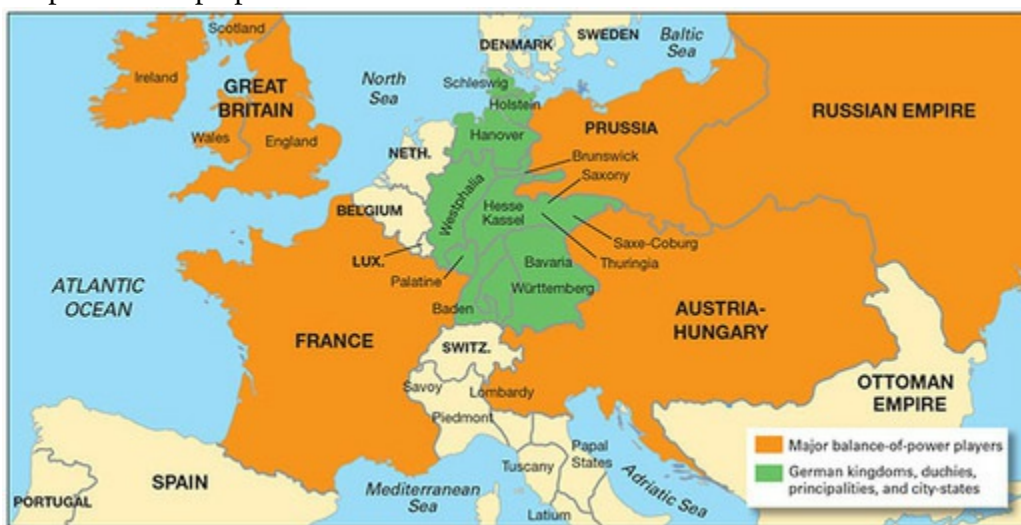 Scotland
Ireland
GREAT
BRITAIN
Wales
England
North
Sea
DENMARK
SWEDEN
Baltic
Sea
Schleswig
Holstein
Hanover
PRUSSIA
RUSSIAN EMPIRE
NETH.
Brunswick
Saxony
Westphalia
Hesse
Kassel
BELGIUM
LUX.
Saxe-Coburg
Thuringia
Palatine
Bavaria
Württemberg
Baden
ATLANTIC
OCEAN
FRANCE
AUSTRIA-
HUNGARY
SWITZ.
Savoy
Lombardy
Piedmont
OTTOMAN
EMPIRE
Papal
States
Tuscany
Adriatic Sea
Latium
Mediterranean
Sea
SPAIN
PORTUGAL
Major balance-of-power players
German kingdoms, duchies,
principalities, and city-states